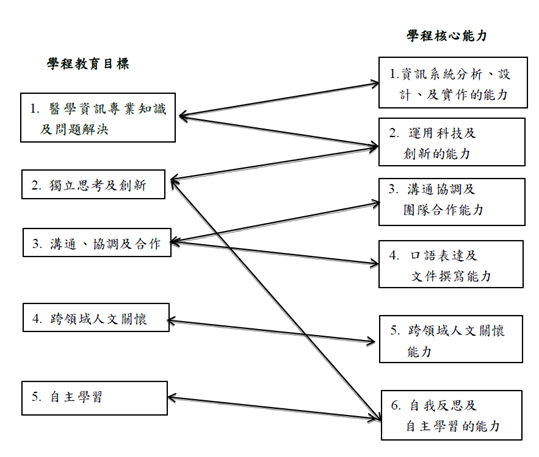 學程教育目標
1. 醫學資訊專業知識
及問題解決
2. 獨立思考及創新
3. 溝通、協調及合作
4. 跨領域人文關懷
5. 自主學習
學程核心能力
1.資訊系統分析、設
計、及實作的能力
2. 運用科技及
創新的能力
3. 溝通協調及
團隊合作能力
4. 口語表達及
文件撰寫能力
5. 跨領域人文關懷
能力
6. 自我反思及
自主學習的能力